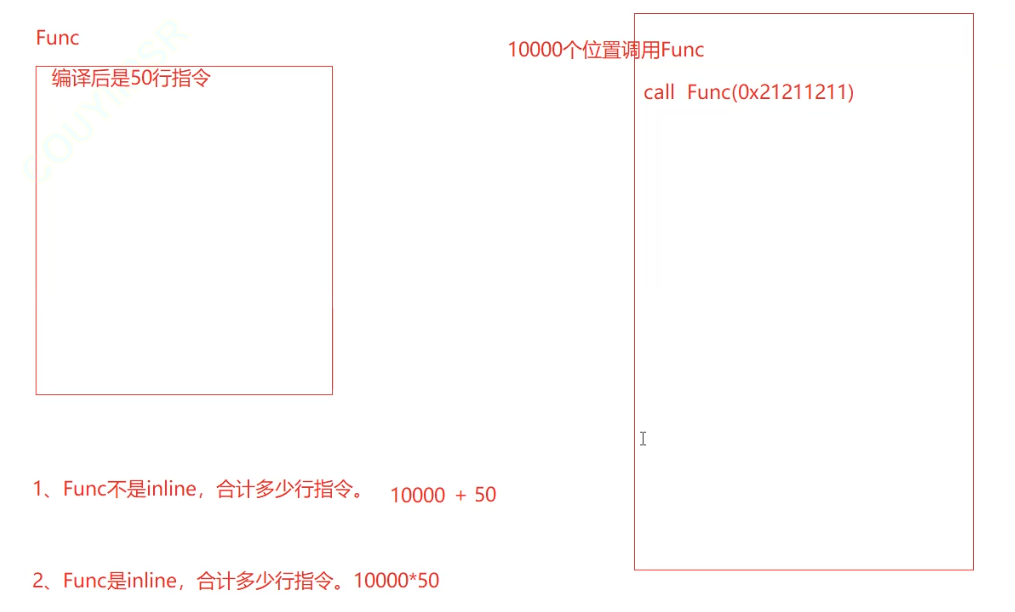 Func
编译后是50行指令
10000个位置调用Func
call Func(0x21211211)
1、Func不是inline，合计多少行指令。 10000 + 50
2、Func是inline，合计多少行指令。10000*50